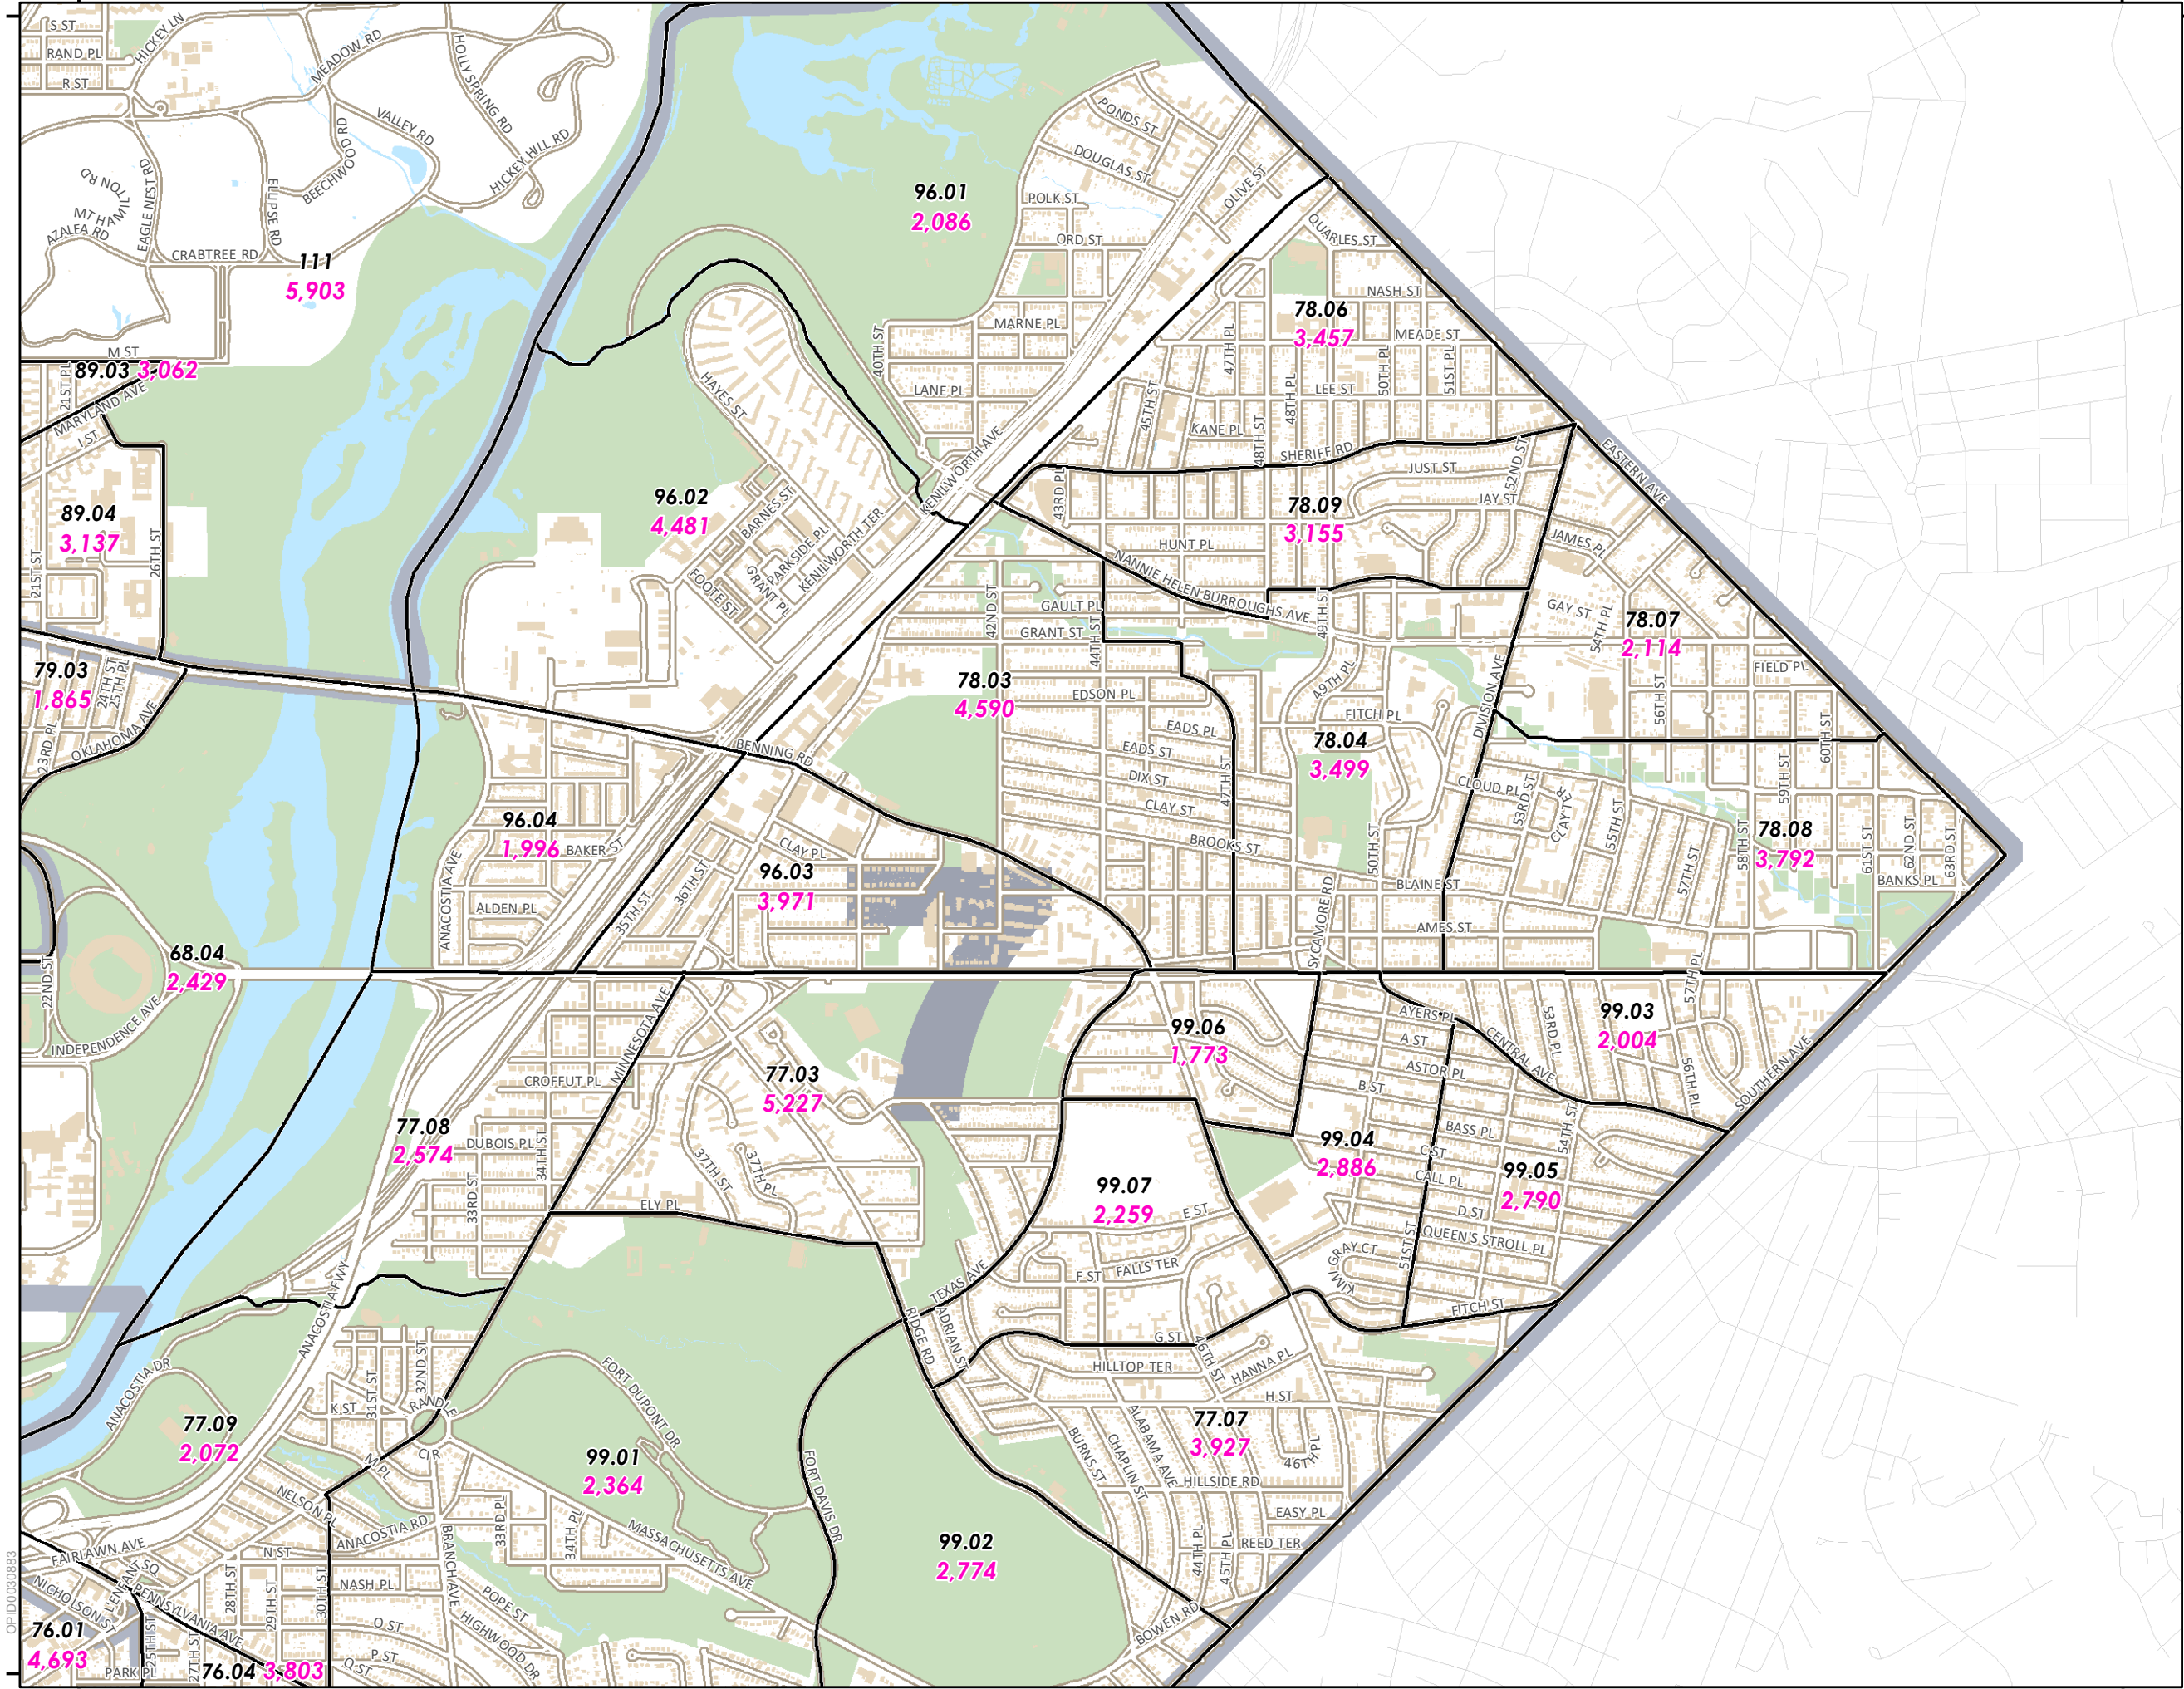 S ST
RAND PL
R ST
HICKEY LN
MEADOW RD
HOLLY SPRING RD
VALLEY RD
HICKEY HILL RD
BEECHWOOD RD
ELLIPSE RD
EAGLE NEST RD
MT HAMILTON RD
AZALEA RD
CRABTREE RD
111
5,903
96.01
2,086
PONDS ST
DOUGLAS ST
OLIVE ST
POLK ST
ORD ST
QUARLES ST
NASH ST
78.06
3,457
MEADE ST
MARNE PL
40TH ST
LANE PL
47TH PL
48TH PL
50TH PL
51ST PL
LEE ST
45TH ST
KANE PL
48TH ST
SHERIFF RD
52ND ST
EASTERN AVE
M ST
89.03 3,062
21ST PL
MARYLAND AVE
I ST
89.04
3,137
26TH ST
21ST ST
HAYES ST
96.02
4,481
BARNES ST
PARKSIDE PL
KENILWORTH TER
KENILWORTH AVE
GRANT PL
FOOTE ST
43RD PL
JUST ST
JAY ST
78.09
3,155
HUNT PL
NANNIE HELEN BURROUGHS AVE
JAMES PL
42ND ST
GAULT PL
GRANT ST
44TH ST
49TH ST
GAY ST
54TH PL
78.07
2,114
FIELD PL
79.03
1,865
24TH ST
25TH PL
23RD PL
OKLAHOMA AVE
78.03
4,590
EDSON PL
49TH PL
EADS PL
FITCH PL
DIVISION AVE
56TH ST
60TH ST
BENNING RD
EADS ST
DIX ST
CLAY ST
47TH ST
78.04
3,499
CLOUD PL
53RD ST
CLAY TER
55TH ST
59TH ST
96.04
1,996
BAKER ST
ANACOSTIA AVE
ALDEN PL
CLAY PL
96.03
3,971
36TH ST
35TH ST
BROOKS ST
50TH ST
BLAINE ST
57TH ST
58TH ST
78.08
3,792
61ST ST
62ND ST
63RD ST
BANKS PL
SYCAMORE RD
AMES ST
57TH PL
68.04
2,429
22ND ST
INDEPENDENCE AVE
MINNESOTA AVE
CROFFUT PL
77.03
5,227
99.06
1,773
AYERS PL
A ST
ASTOR PL
B ST
CENTRAL AVE
53RD PL
99.03
2,004
56TH PL
SOUTHERN AVE
77.08
2,574
DUBOIS PL
34TH ST
33RD ST
37TH ST
37TH PL
ELY PL
99.07
2,259
E ST
99.04
2,886
BASS PL
C ST
CALL PL
54TH ST
99.05
2,790
D ST
QUEEN'S STROLL PL
51ST ST
KIMI GRAY CT
FITCH ST
F ST
FALLS TER
TEXAS AVE
RIDGE RD
ADRIAN ST
ANACOSTIA FWY
ANACOSTIA DR
G ST
46TH ST
HANNA PL
HILLTOP TER
H ST
32ND ST
31ST ST
K ST
RANDLE
CIR
M PL
FORT DUPONT DR
77.09
2,072
99.01
2,364
FORT DAVIS DR
BURNS ST
CHAPLIN ST
ALABAMA AVE
77.07
3,927
46TH PL
HILLSIDE RD
EASY PL
REED TER
44TH PL
45TH PL
NELSON PL
ANACOSTIA RD
33RD PL
34TH PL
MASSACHUSETTS AVE
99.02
2,774
BOWEN RD
FAIRLAWN AVE
NICHOLSON ST
LENFANT SQ
PENNSYLVANIA AVE
28TH ST
29TH ST
30TH ST
N ST
NASH PL
BRANCH AVE
POPE ST
HIGHWOOD DR
O ST
P ST
Q ST
76.01
4,693
PARK PL
25TH ST
27TH ST
76.04 3,803
OPID0030883